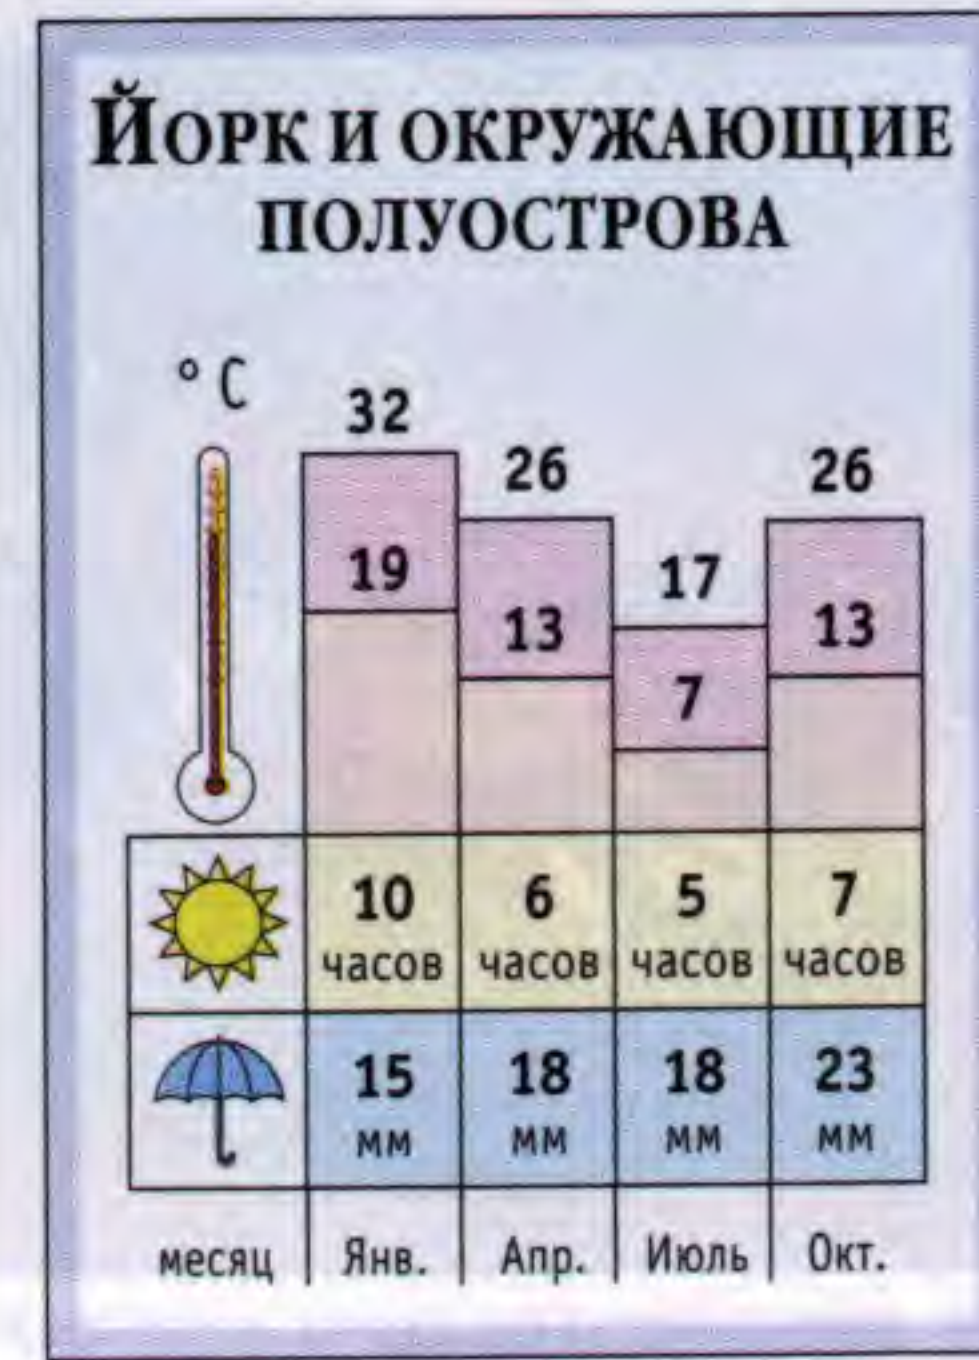 Йорк и окружающие
полуострова
° C
32
26
26
19
17
13
13
7
10 6 5 7
часов часов часов часов
15 18 18 23
мм мм мм мм
месяц Янв. Апр. Июль Окт.